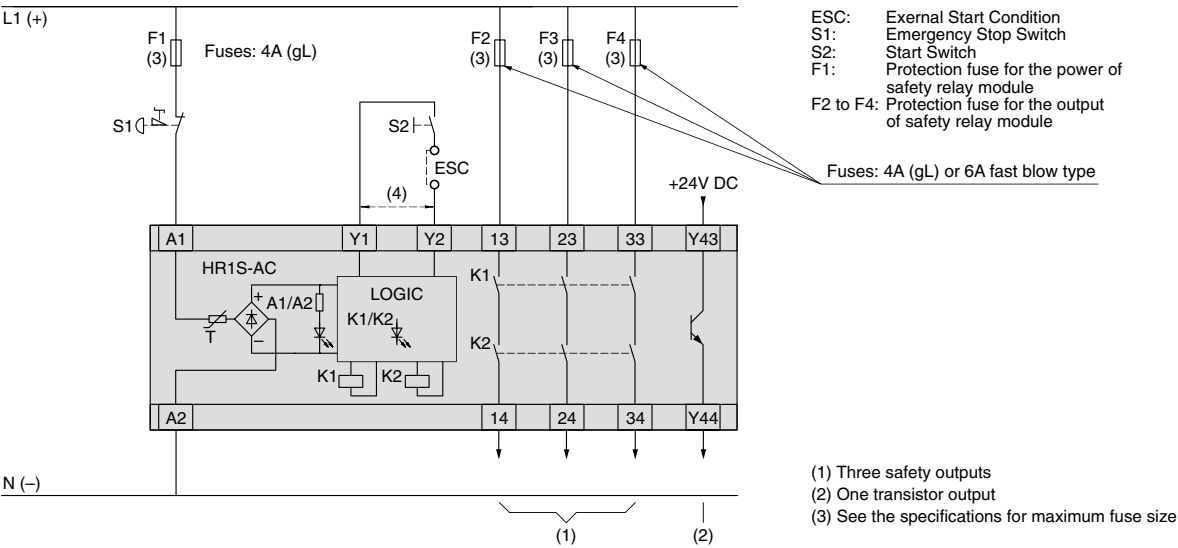 L1 (+)
F1
(3)
Fuses: 4A (gL)
F2
(3)
F3
(3)
F4
(3)
ESC: Exernal Start Condition
S1: Emergency Stop Switch
S2: Start Switch
F1: Protection fuse for the power of
safety relay module
F2 to F4: Protection fuse for the output
of safety relay module
S1
S2
ESC
(4)
Fuses: 4A (gL) or 6A fast blow type
+24V DC
A1
Y1
Y2
13
23
33
Y43
HR1S-AC
T
+
–
A1/A2
LOGIC
K1/K2
K1
K2
K1
K2
A2
14
24
34
Y44
N (–)
(1)
(2)
(1) Three safety outputs
(2) One transistor output
(3) See the specifications for maximum fuse size